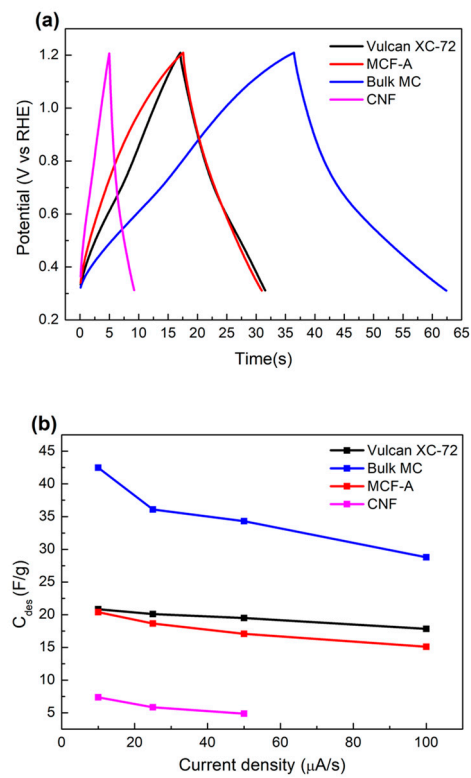 (a)
Vulcan XC-72
MCF-A
Bulk MC
CNF
Potential (V vs RHE)
1.2
1.0
0.8
0.6
0.4
0.2
0 5 10 15 20 25 30 35 40 45 50 55 60 65
Time(s)
(b)
Vulcan XC-72
Bulk MC
MCF-A
CNF
C_des (F/g)
45
40
35
30
25
20
15
10
5
0 20 40 60 80 100
Current density (μA/s)